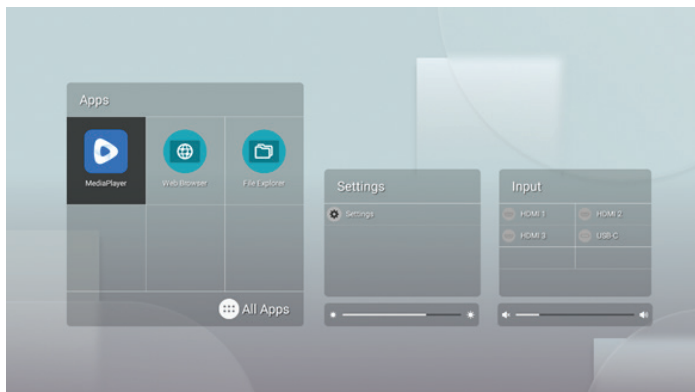 Apps
MediaPlayer
Web Browser
File Explorer
All Apps
Settings
Settings
Input
HDMI 1
HDMI 2
HDMI 3
USB-C